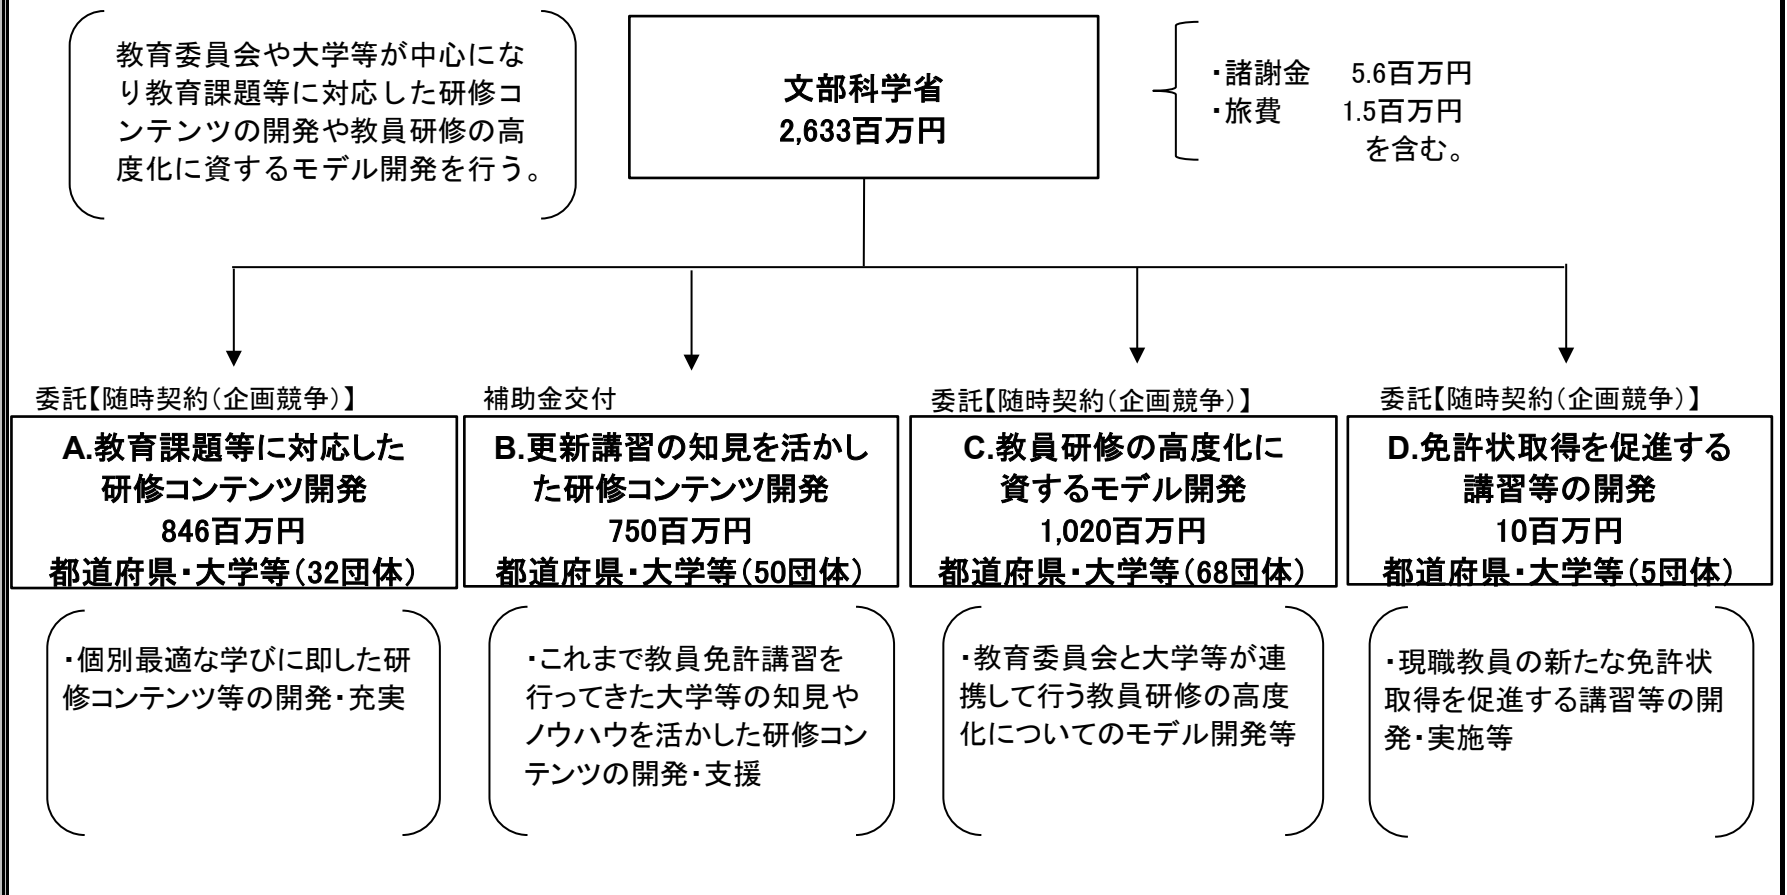 教育委員会や大学等が中心にな
り教育課題等に対応した研修コ
ンテンツの開発や教員研修の高
度化に資するモデル開発を行う。
文部科学省
2,633百万円
・諸謝金　5.6百万円
・旅費　1.5百万円
を含む。
委託【随時契約（企画競争）】
A.教育課題等に対応した
研修コンテンツ開発
846百万円
都道府県・大学等（32団体）
・個別最適な学びに即した研
修コンテンツ等の開発・充実
補助金交付
B.更新講習の知見を活かし
た研修コンテンツ開発
750百万円
都道府県・大学等（50団体）
・これまで教員免許講習を
行ってきた大学等の知見や
ノウハウを活かした研修コン
テンツの開発・支援
委託【随時契約（企画競争）】
C.教員研修の高度化に
資するモデル開発
1,020百万円
都道府県・大学等（68団体）
・教育委員会と大学等が連
携して行う教員研修の高度
化についてのモデル開発等
委託【随時契約（企画競争）】
D.免許状取得を促進する
講習等の開発
10百万円
都道府県・大学等（5団体）
・現職教員の新たな免許状
取得を促進する講習等の開
発・実施等